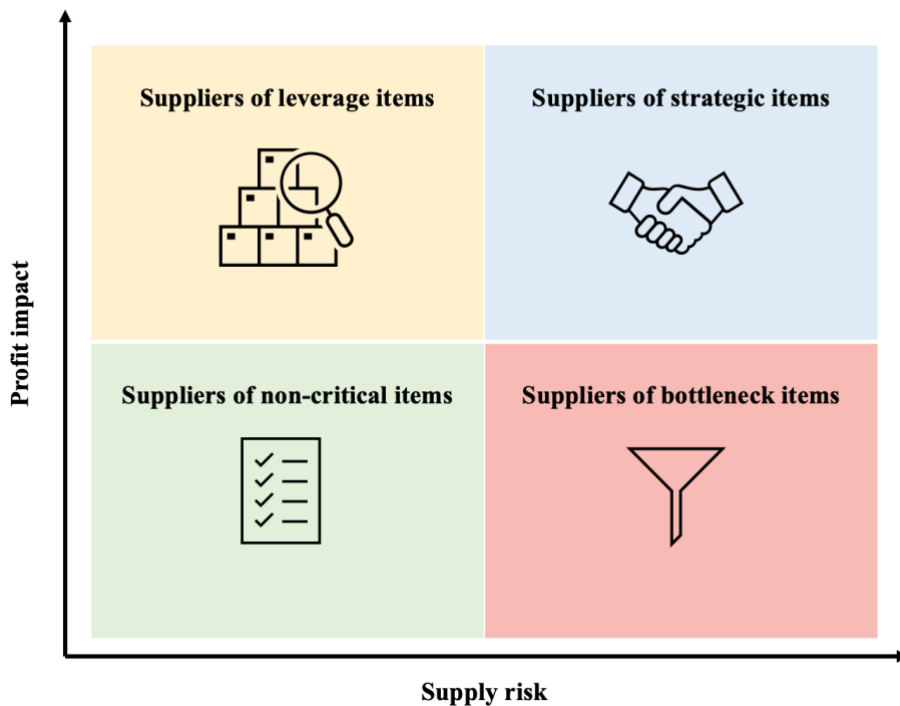 Suppliers of leverage items
Suppliers of strategic items
Profit impact
Suppliers of non-critical items
Suppliers of bottleneck items
Supply risk